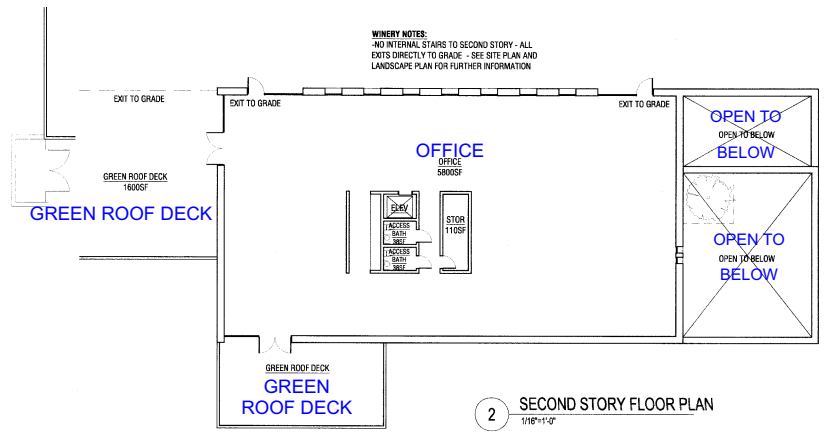 WINERY NOTES:
-NO INTERNAL STAIRS TO SECOND STORY - ALL
EXITS DIRECTLY TO GRADE - SEE SITE PLAN AND
LANDSCAPE PLAN FOR FURTHER INFORMATION
EXIT TO GRADE
EXIT TO GRADE
EXIT TO GRADE
OPEN TO
OPEN TO BELOW
BELOW
OFFICE
OFFICE
5800SF
GREEN ROOF DECK
1600SF
GREEN ROOF DECK
ELEV
ACCESS
BATH
38SF
ACCESS
BATH
38SF
STOR
110SF
OPEN TO
OPEN TO BELOW
BELOW
GREEN ROOF DECK
GREEN
ROOF DECK
2
SECOND STORY FLOOR PLAN
1/16"=1'-0"